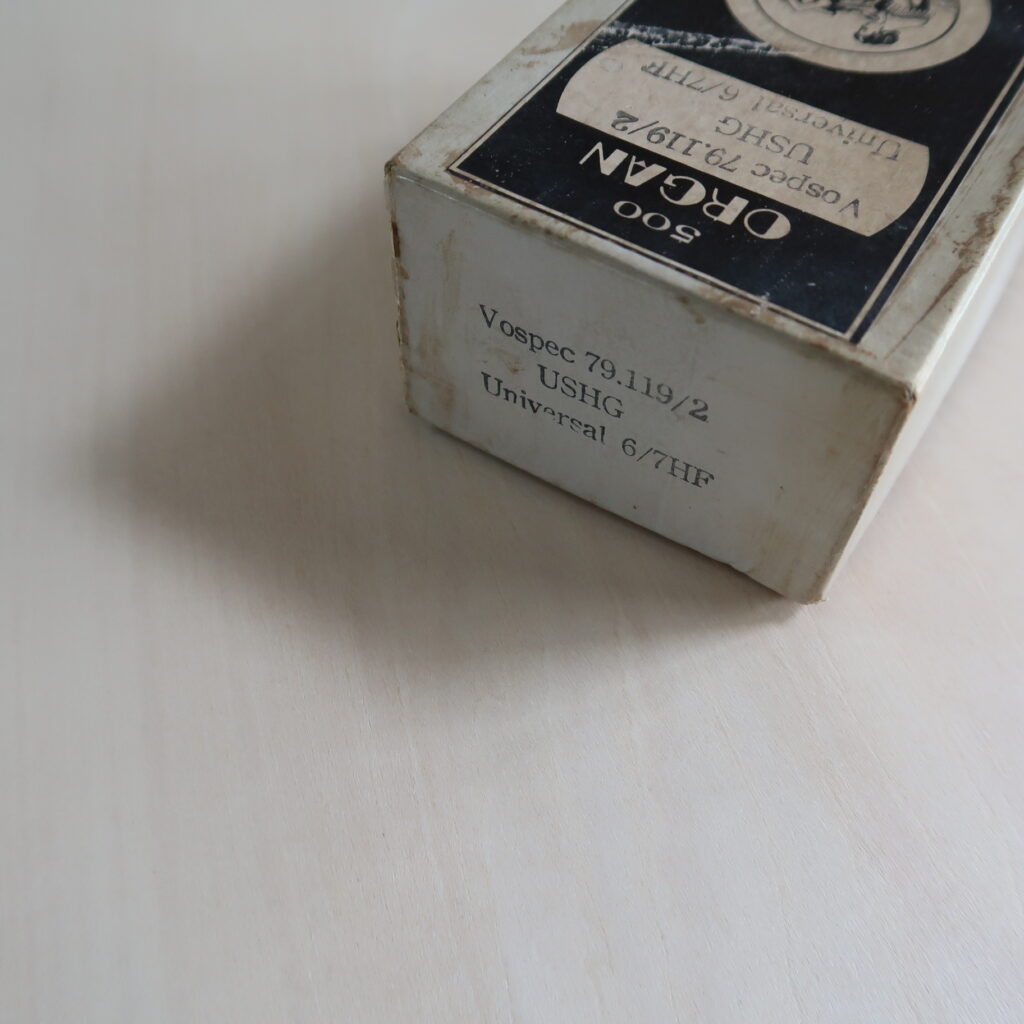 Vospec 79.119/2
USHG
Universal 6/7HF
500
ORGAN
Vospec 79.119/2
USHG
Universal 6/7HF